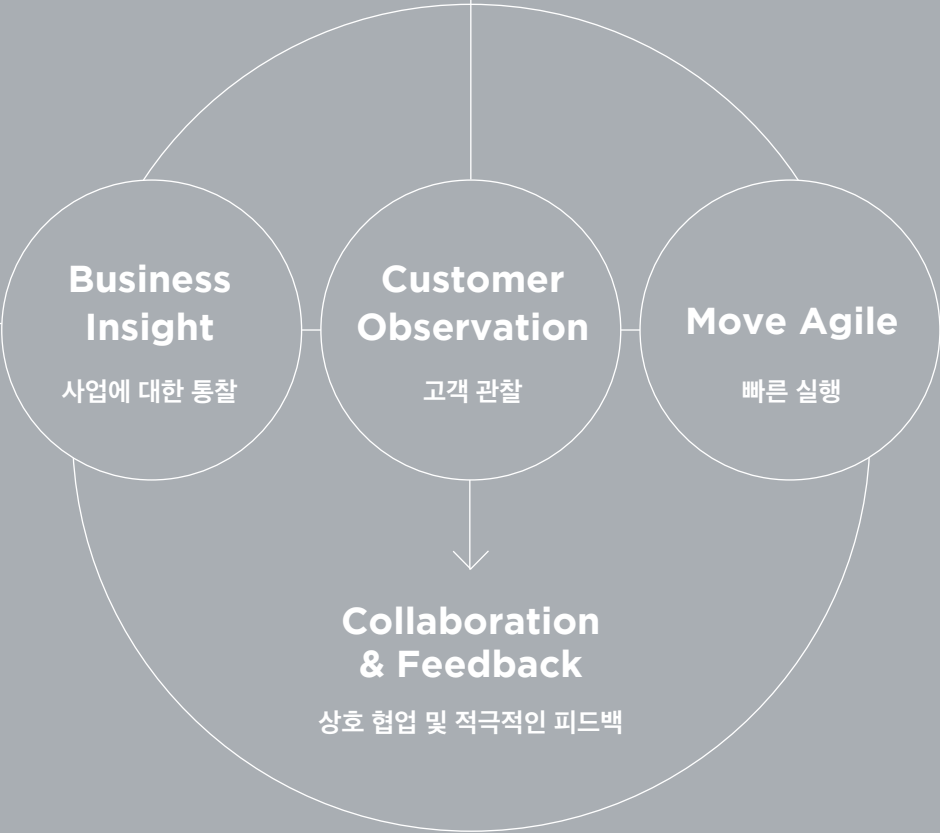 Business
Insight
사업에 대한 통찰
Customer
Observation
고객 관찰
Move Agile
빠른 실행
Collaboration
& Feedback
상호 협업 및 적극적인 피드백